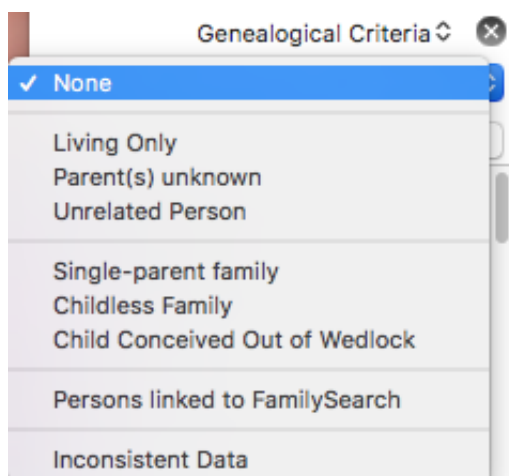 Genealogical Criteria
None
Living Only
Parent(s) unknown
Unrelated Person
Single-parent family
Childless Family
Child Conceived Out of Wedlock
Persons linked to FamilySearch
Inconsistent Data